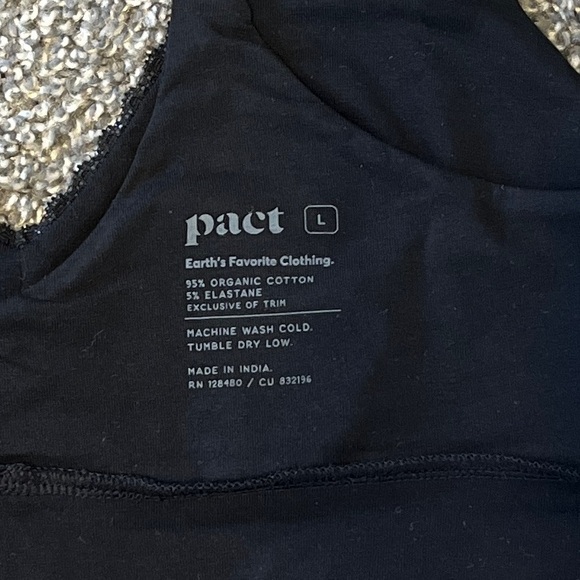 pact L
Earth's Favorite Clothing.
95% ORGANIC COTTON
5% ELASTANE
EXCLUSIVE OF TRIM
MACHINE WASH COLD.
TUMBLE DRY LOW.
MADE IN INDIA.
RN 128480 / CU 832196